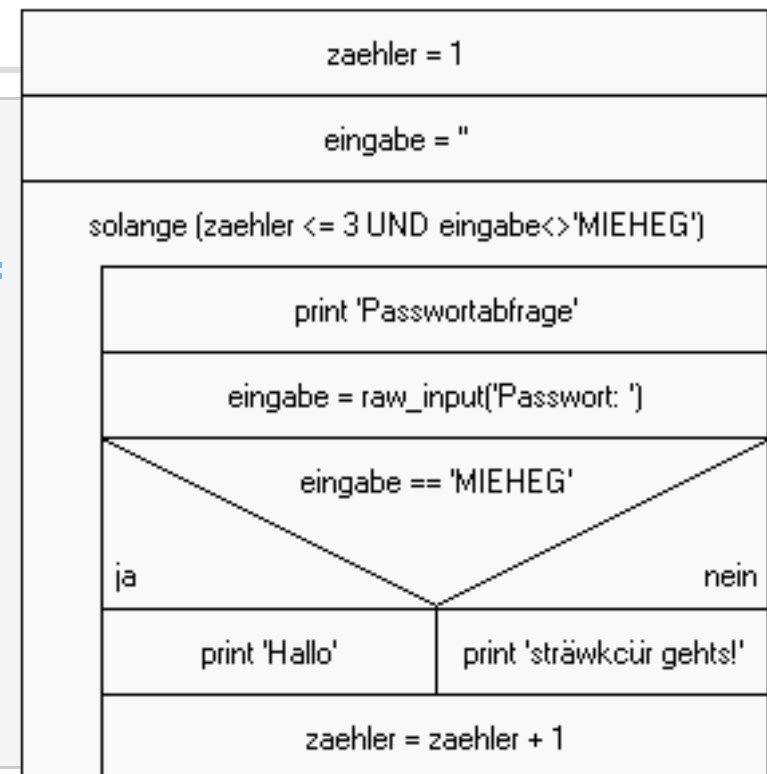 zaehler = 1
eingabe = ''
solange (zaehler <= 3 UND eingabe<>'MIEHEG')
print 'Passwortabfrage'
eingabe = raw_input('Passwort: ')
eingabe == 'MIEHEG'
ja
nein
print 'Hallo'
print 'sträwkcür gehts!'
zaehler = zaehler + 1